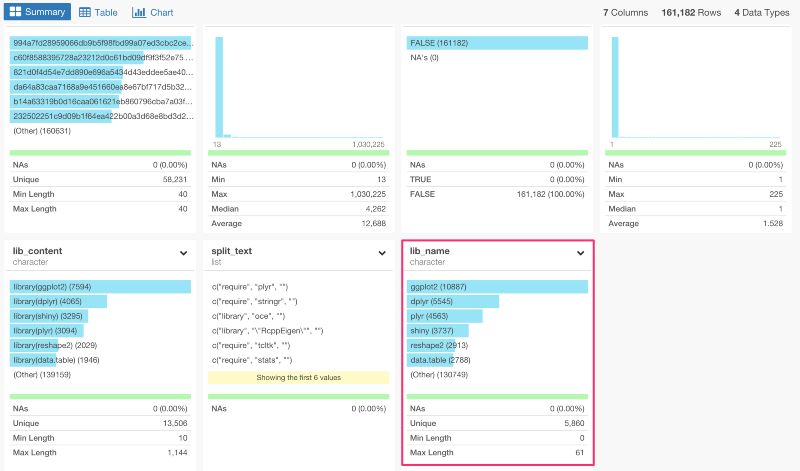 Summary Table Chart 7 Columns 161,182 Rows 4 Data Types
994a7fd28959066db9b5f98fbd99a07ed3cbc2ce...
c60f8588395728a23212d0c61bd09df9f3f52e75 ...
821d0f4d54e7dd890e696a5434d43eddee5ae40...
da64a83caa7168a9e451660ea8e67bf717d5b32...
b14a63319b0d16caa061621eb860796cba7a03f...
232502251c9d09b1f64ea422b00a3d68e8bd3d2...
(Other) (160631)
NAs 0 (0.00%)
Unique 58,231
Min Length 40
Max Length 40
13 1,030,225
NAs 0 (0.00%)
Min 13
Max 1,030,225
Median 4,262
Average 12,688
FALSE (161182)
NA's (0)
NAs 0 (0.00%)
TRUE 0 (0.00%)
FALSE 161,182 (100.00%)
1 225
NAs 0 (0.00%)
Min 1
Max 225
Median 1
Average 1,528
lib_content
character
library(ggplot2) (7594)
library(dplyr) (4065)
library(shiny) (3295)
library(plyr) (3094)
library(reshape2) (2029)
library(data.table) (1946)
(Other) (139159)
NAs 0 (0.00%)
Unique 13,506
Min Length 10
Max Length 1,144
split_text
list
c("require", "plyr", "")
c("require", "stringr", "")
c("library", "oce", "")
c("library", "\"RcppEigen\"", "")
c("require", "tcltk", "")
c("require", "stats", "")
Showing the first 6 values
NAs 0 (0.00%)
lib_name
character
ggplot2 (10887)
dplyr (5545)
plyr (4563)
shiny (3737)
reshape2 (2913)
data.table (2788)
(Other) (130749)
NAs 0 (0.00%)
Unique 5,860
Min Length 0
Max Length 61